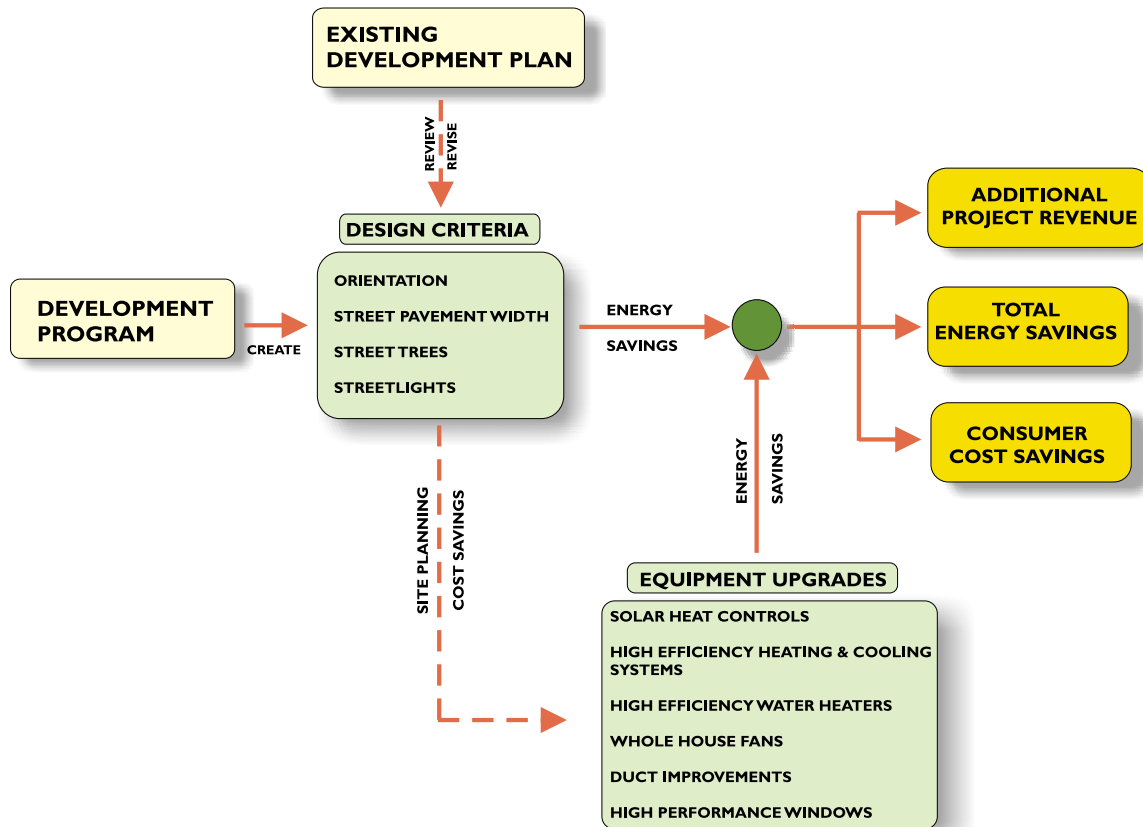 EXISTING
DEVELOPMENT PLAN
REVIEW
REVISE
DESIGN CRITERIA
ORIENTATION
STREET PAVEMENT WIDTH
STREET TREES
STREETLIGHTS
DEVELOPMENT
PROGRAM
CREATE
ENERGY
SAVINGS
ADDITIONAL
PROJECT REVENUE
TOTAL
ENERGY SAVINGS
CONSUMER
COST SAVINGS
ENERGY
SAVINGS
SITE PLANNING
COST SAVINGS
EQUIPMENT UPGRADES
SOLAR HEAT CONTROLS
HIGH EFFICIENCY HEATING & COOLING
SYSTEMS
HIGH EFFICIENCY WATER HEATERS
WHOLE HOUSE FANS
DUCT IMPROVEMENTS
HIGH PERFORMANCE WINDOWS